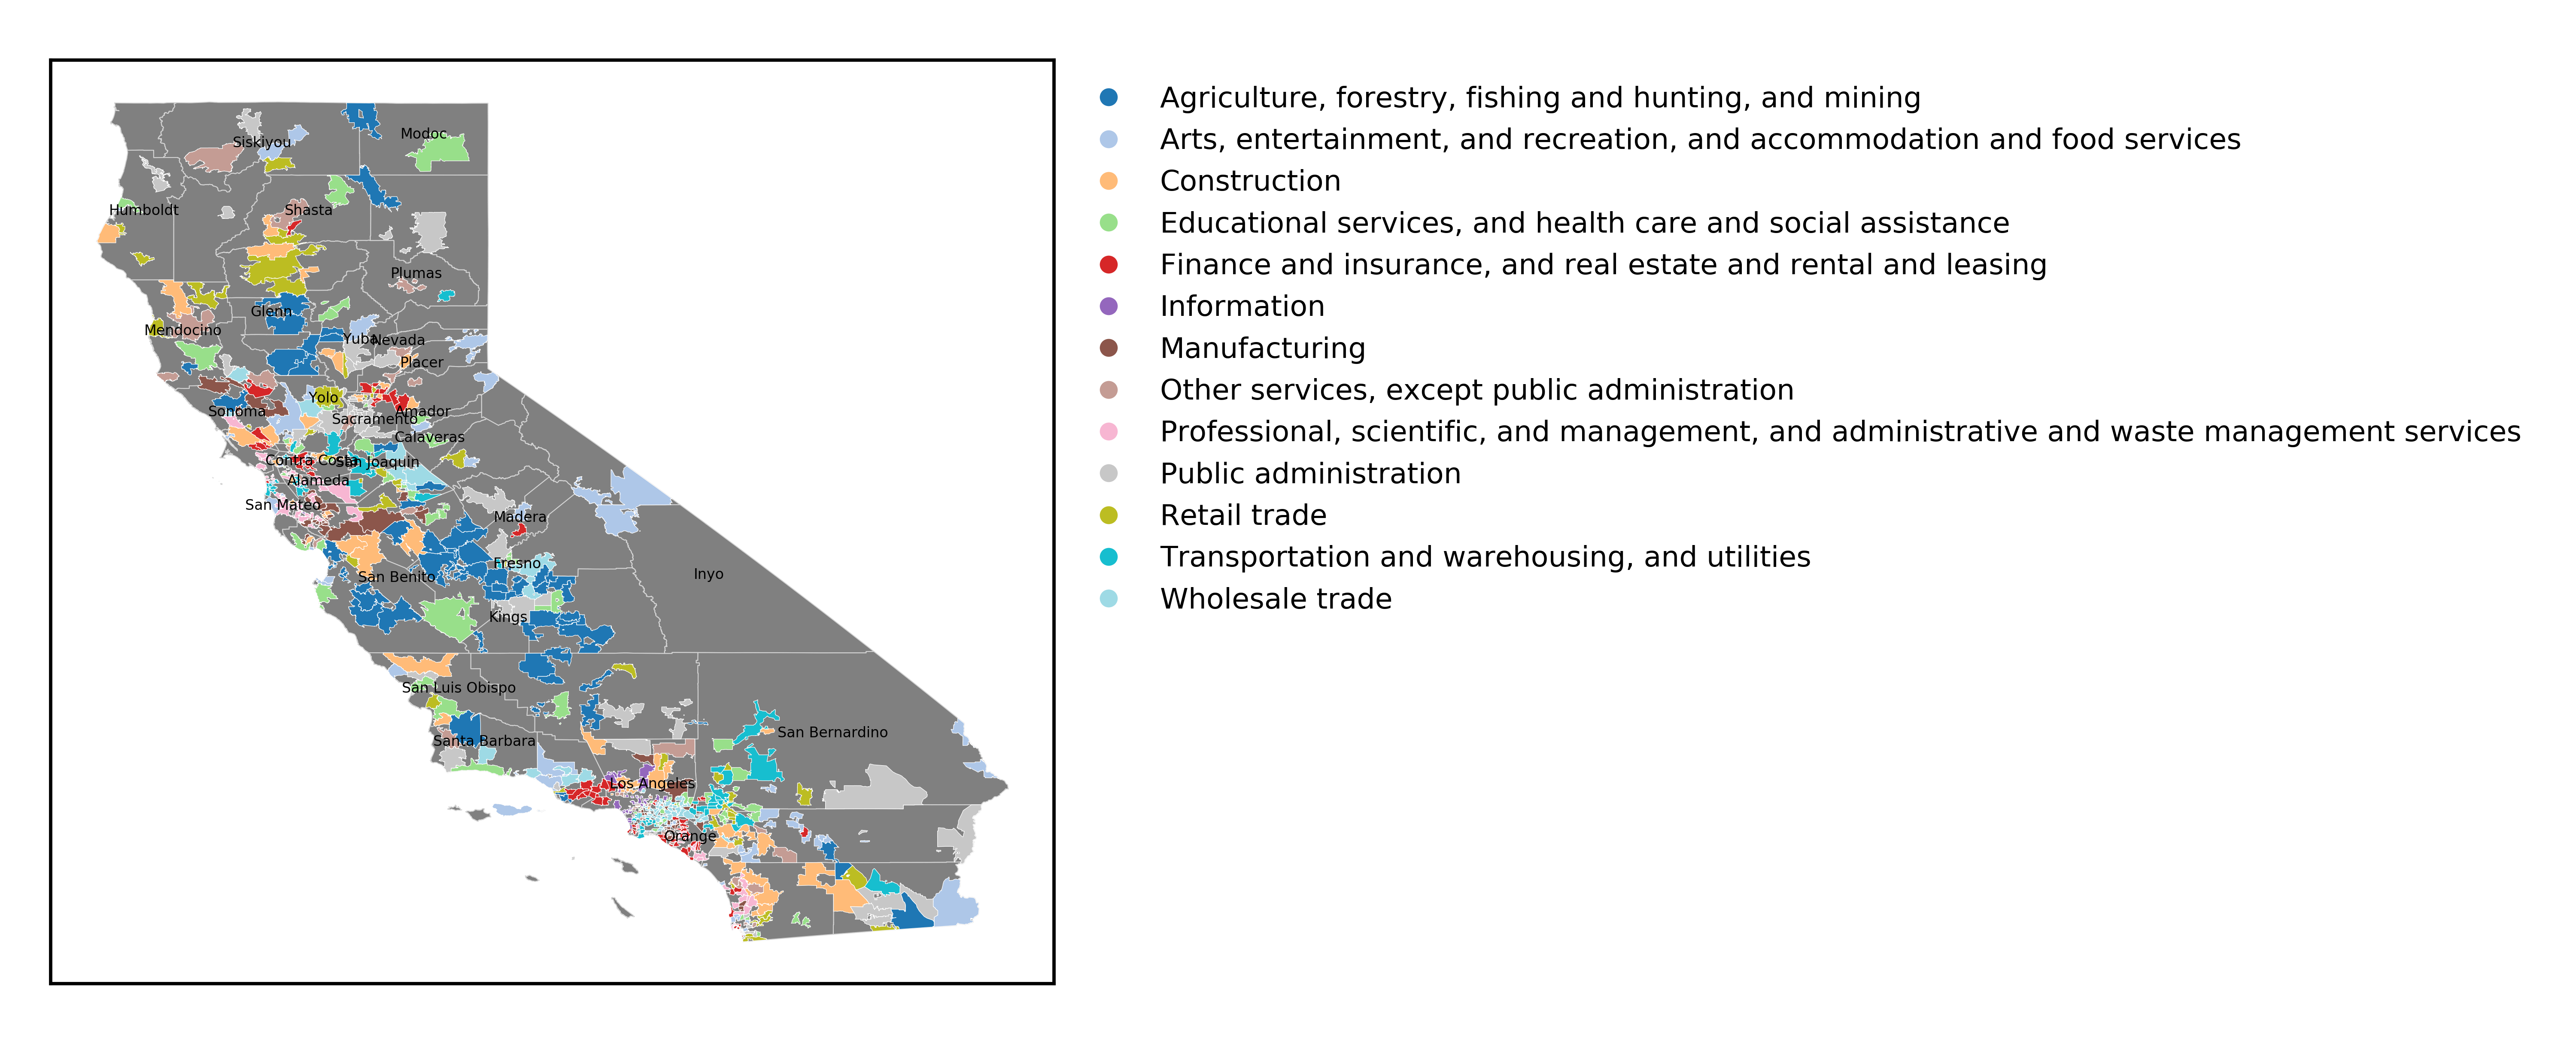 Modoc
Siskiyou
Humboldt
Shasta
Plumas
Glenn
Mendocino
Yuba
Nevada
Placer
Yolo
Sonoma
Amador
Sacramento
Calaveras
Contra Costa
San Joaquin
Alameda
San Mateo
Madera
Fresno
San Benito
Inyo
Kings
San Luis Obispo
Santa Barbara
San Bernardino
Los Angeles
Orange
Agriculture, forestry, fishing and hunting, and mining
Arts, entertainment, and recreation, and accommodation and food services
Construction
Educational services, and health care and social assistance
Finance and insurance, and real estate and rental and leasing
Information
Manufacturing
Other services, except public administration
Professional, scientific, and management, and administrative and waste management services
Public administration
Retail trade
Transportation and warehousing, and utilities
Wholesale trade